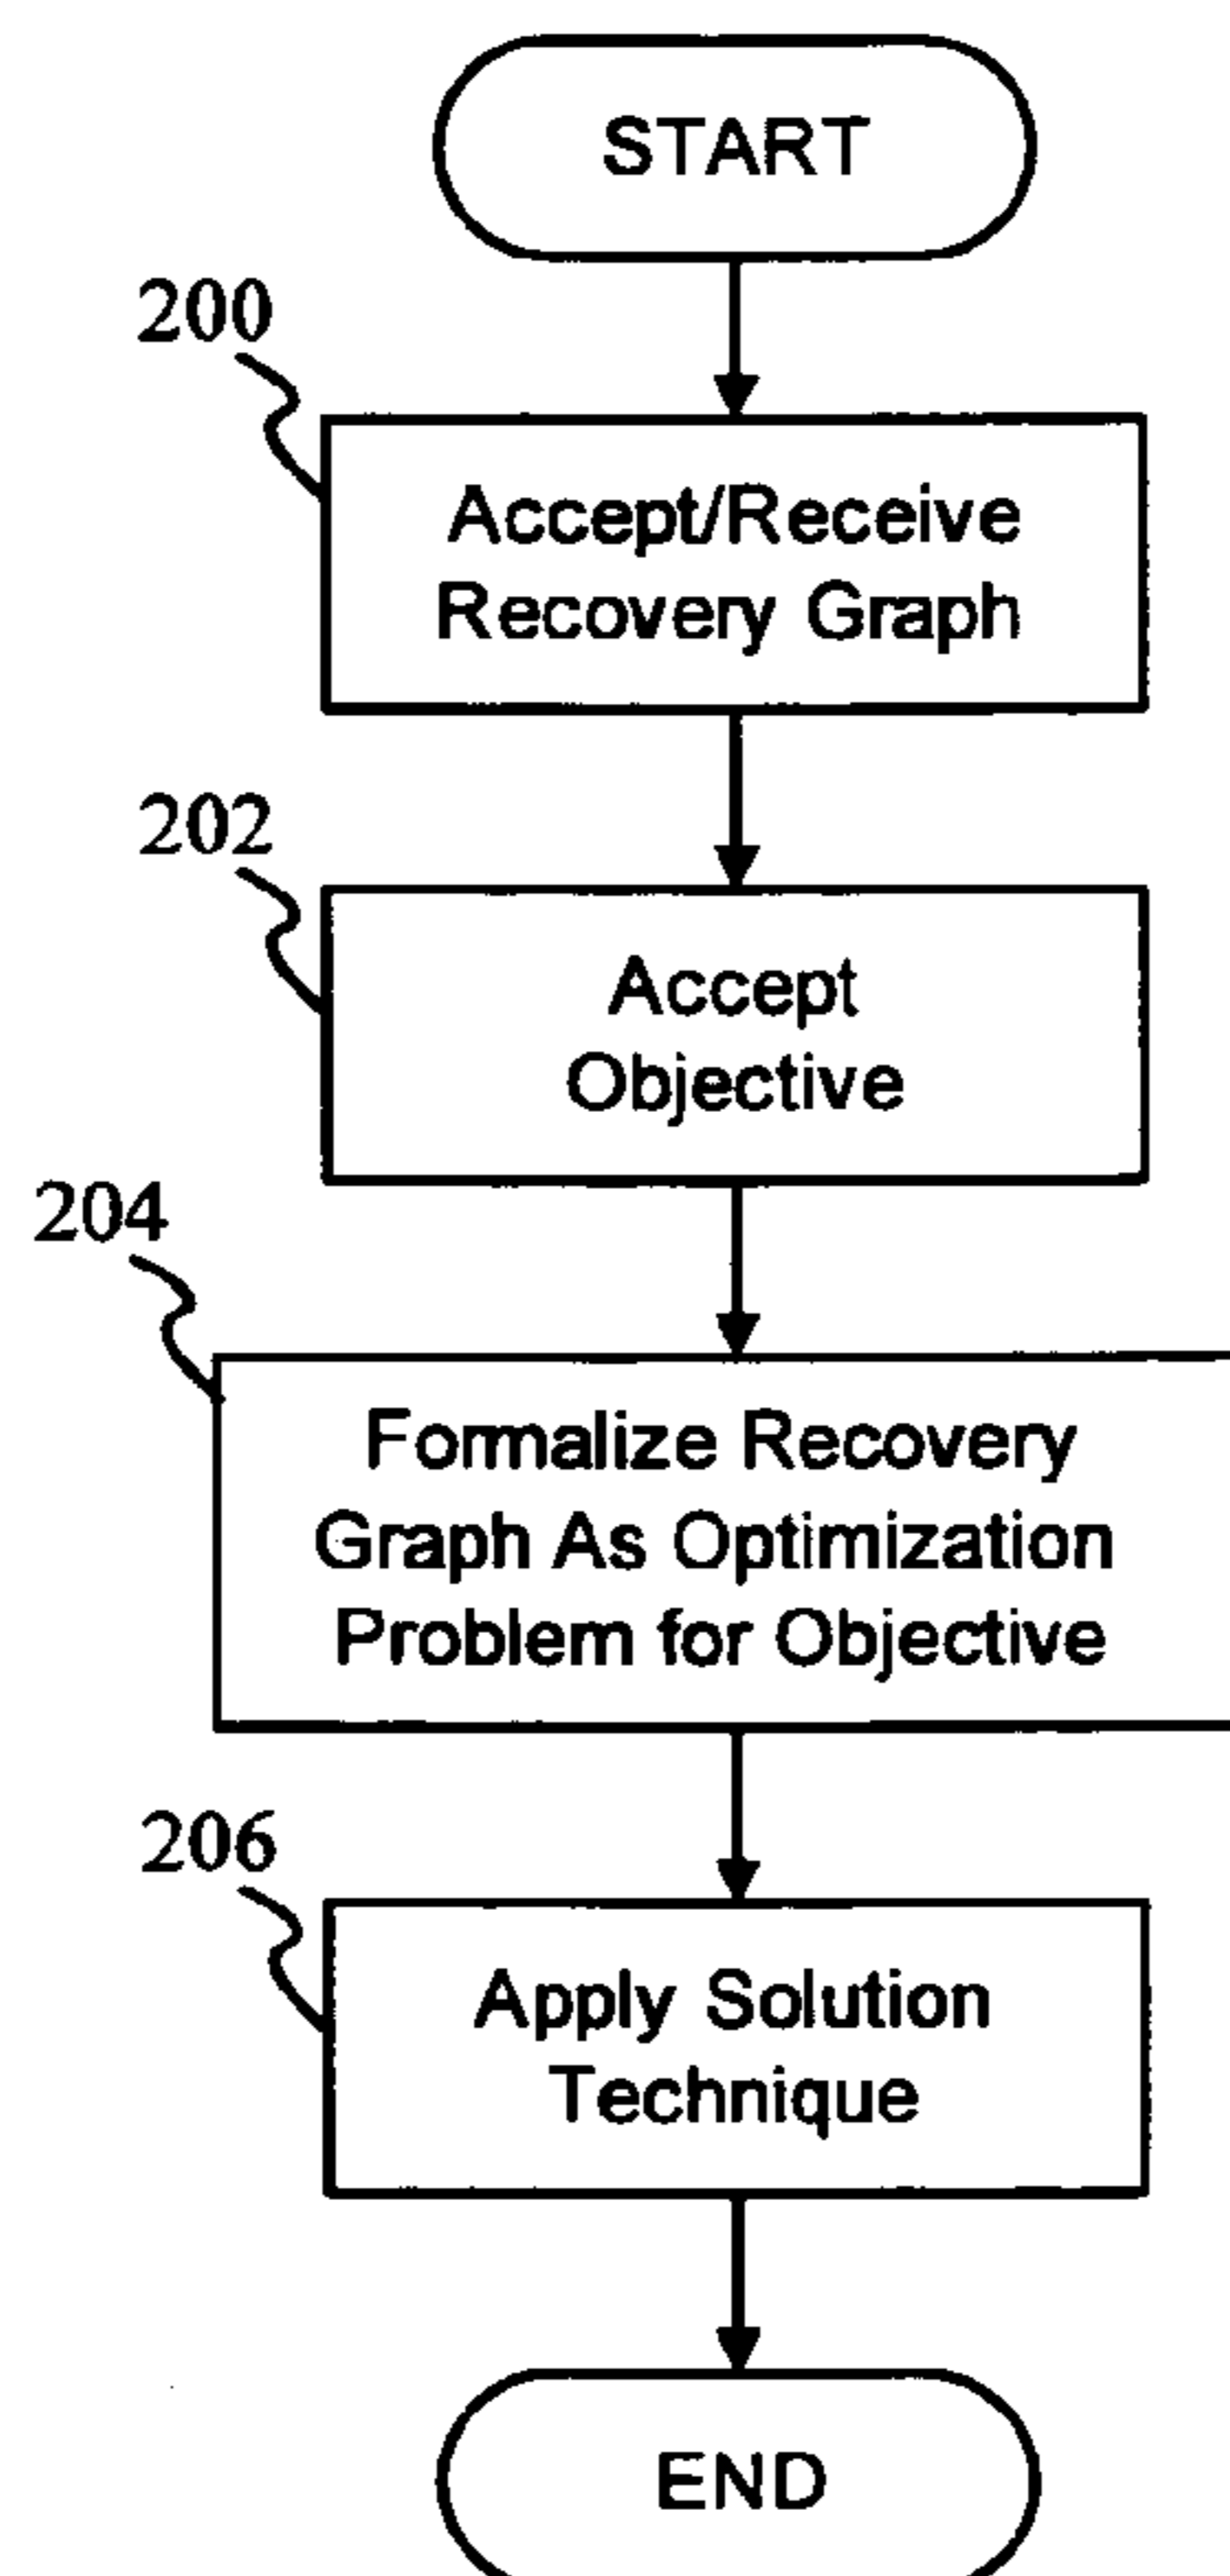 START
200
Accept/Receive
Recovery Graph
202
Accept
Objective
204
Formalize Recovery
Graph As Optimization
Problem for Objective
206
Apply Solution
Technique
END